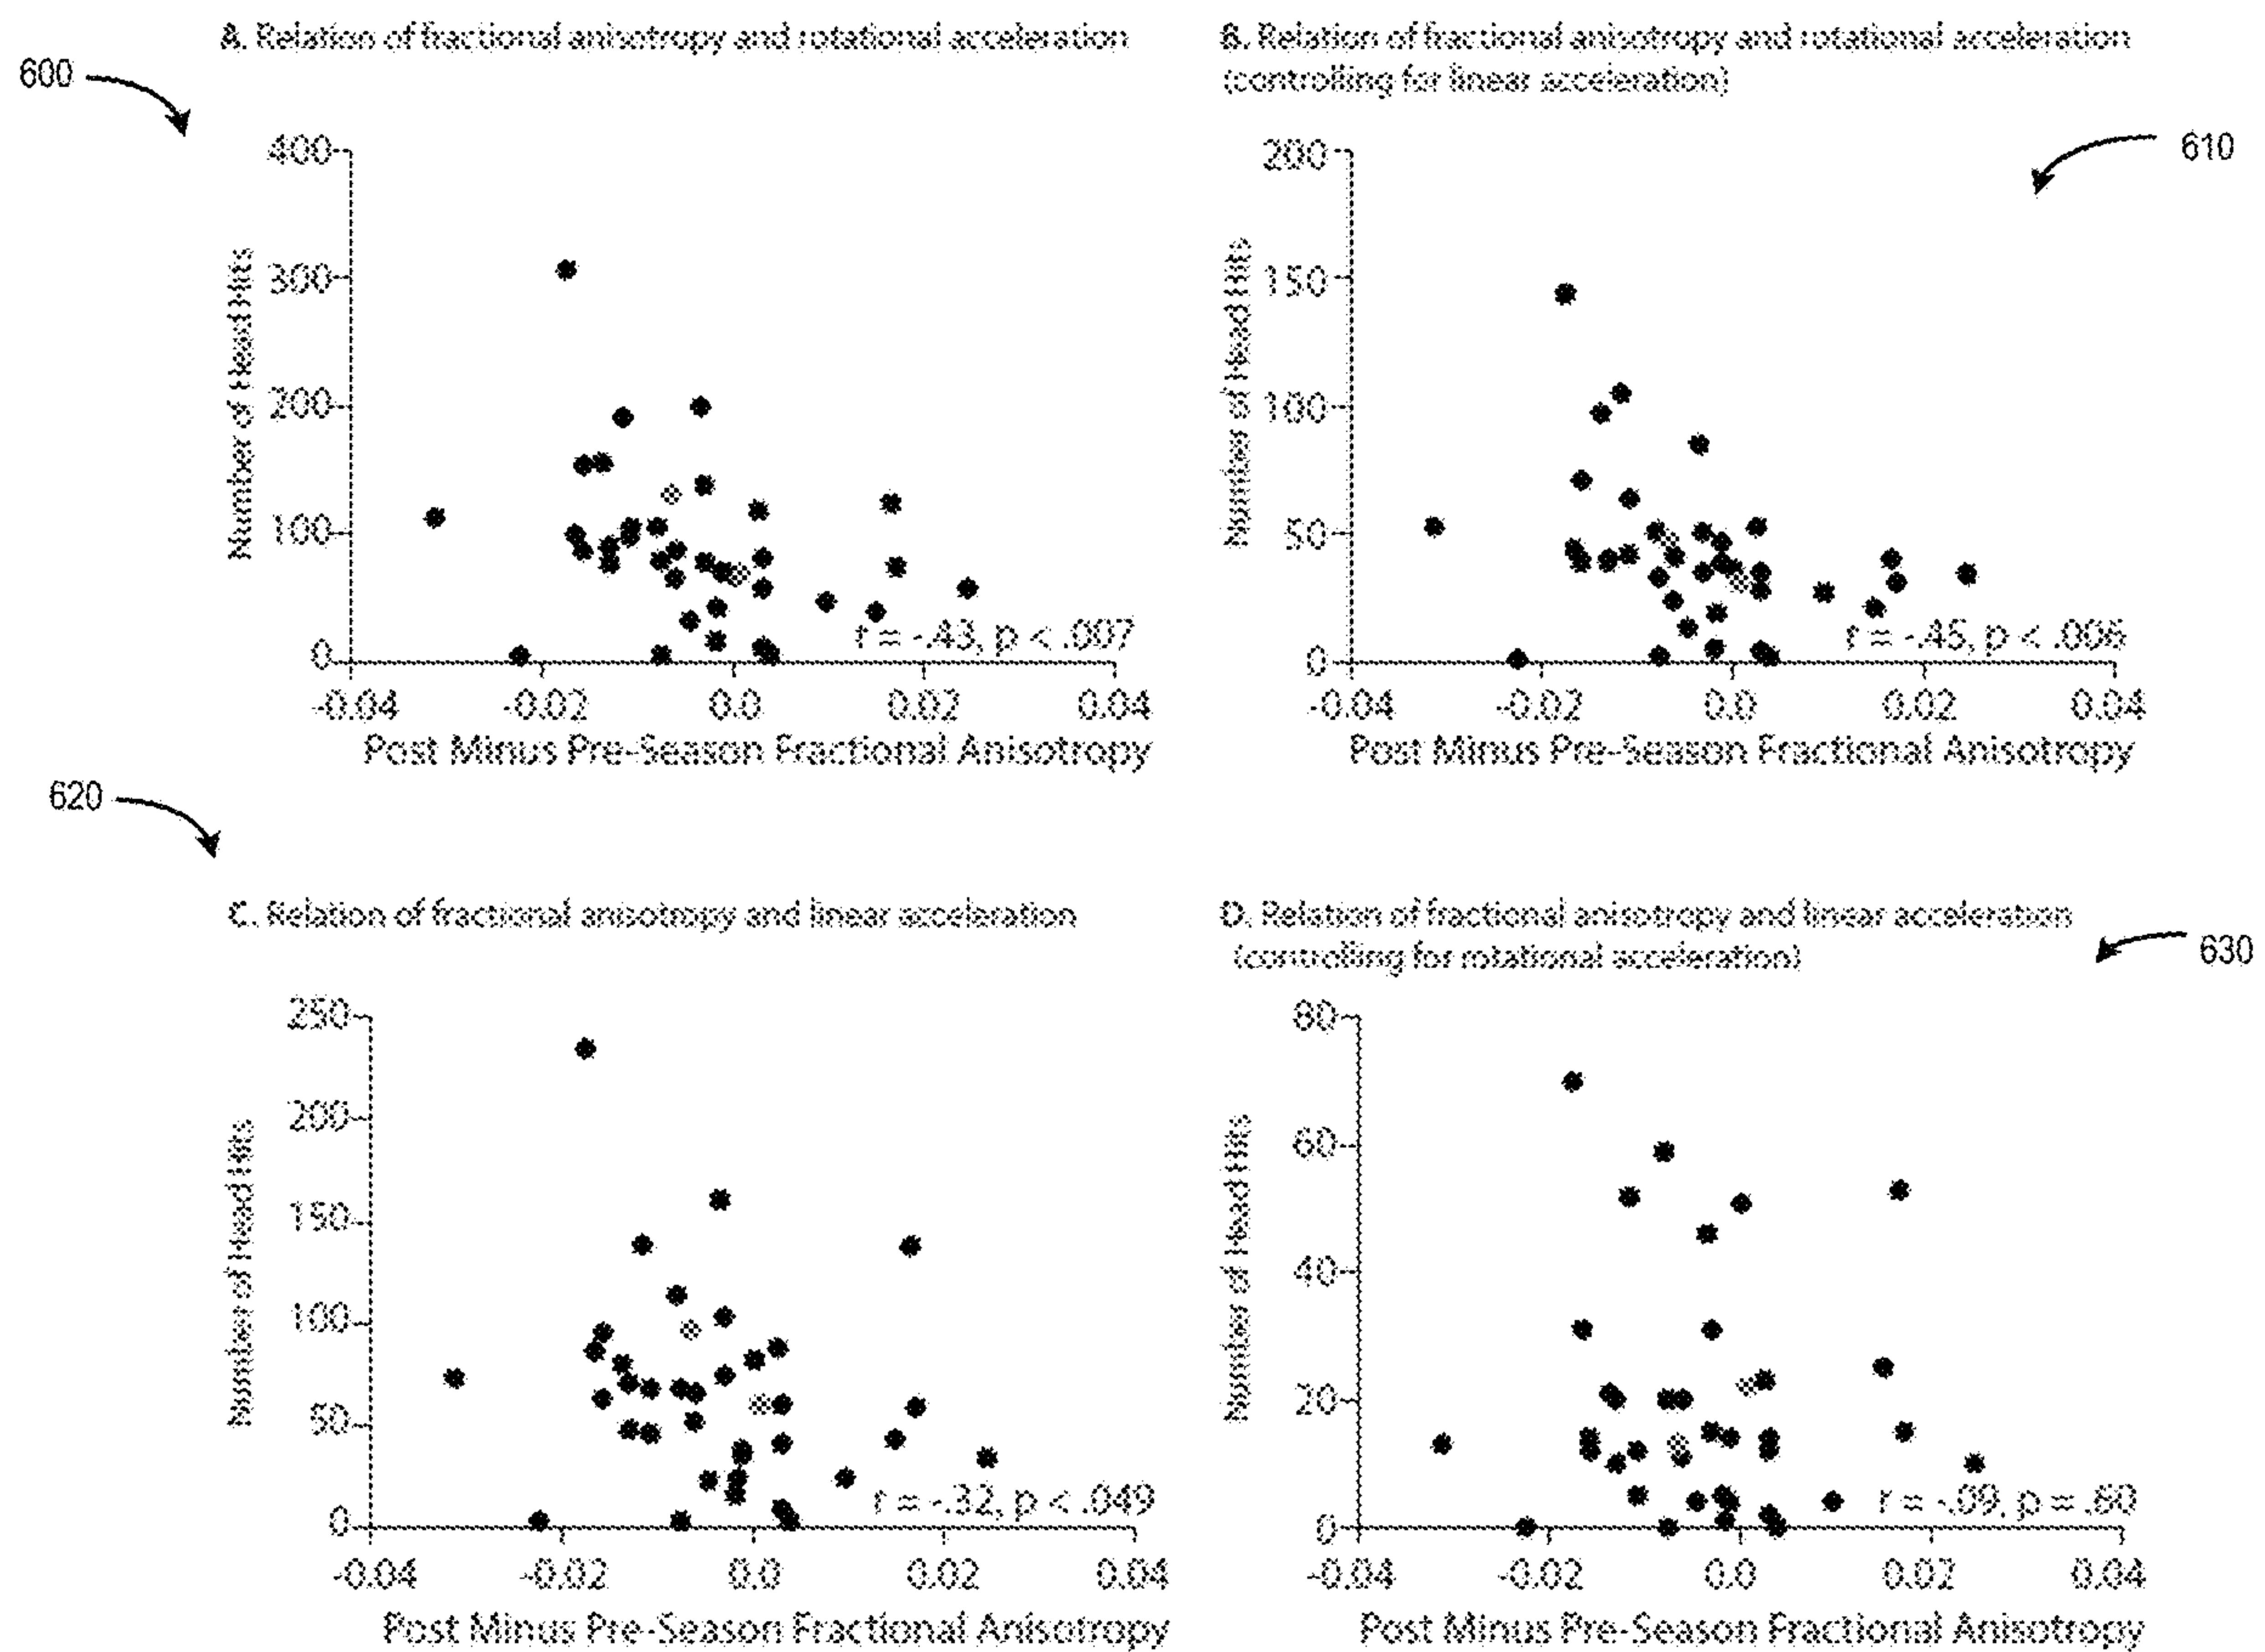 A. Relation of fractional anisotropy and rotational acceleration
600
400
300
200
100
0
Number of Head Hits
r = -.43, p < .007
-0.04 -0.02 0.0 0.02 0.04
Post Minus Pre-Season Fractional Anisotropy
B. Relation of fractional anisotropy and rotational acceleration
(controlling for linear acceleration)
610
200
150
100
50
0
Number of Head Hits
r = -.45, p < .006
-0.04 -0.02 0.0 0.02 0.04
Post Minus Pre-Season Fractional Anisotropy
620
C. Relation of fractional anisotropy and linear acceleration
250
200
150
100
50
0
Number of Head Hits
r = -.32, p < .049
-0.04 -0.02 0.0 0.02 0.04
Post Minus Pre-Season Fractional Anisotropy
D. Relation of fractional anisotropy and linear acceleration
(controlling for rotational acceleration)
630
80
60
40
20
0
Number of Head Hits
r = -.09, p = .60
-0.04 -0.02 0.0 0.02 0.04
Post Minus Pre-Season Fractional Anisotropy